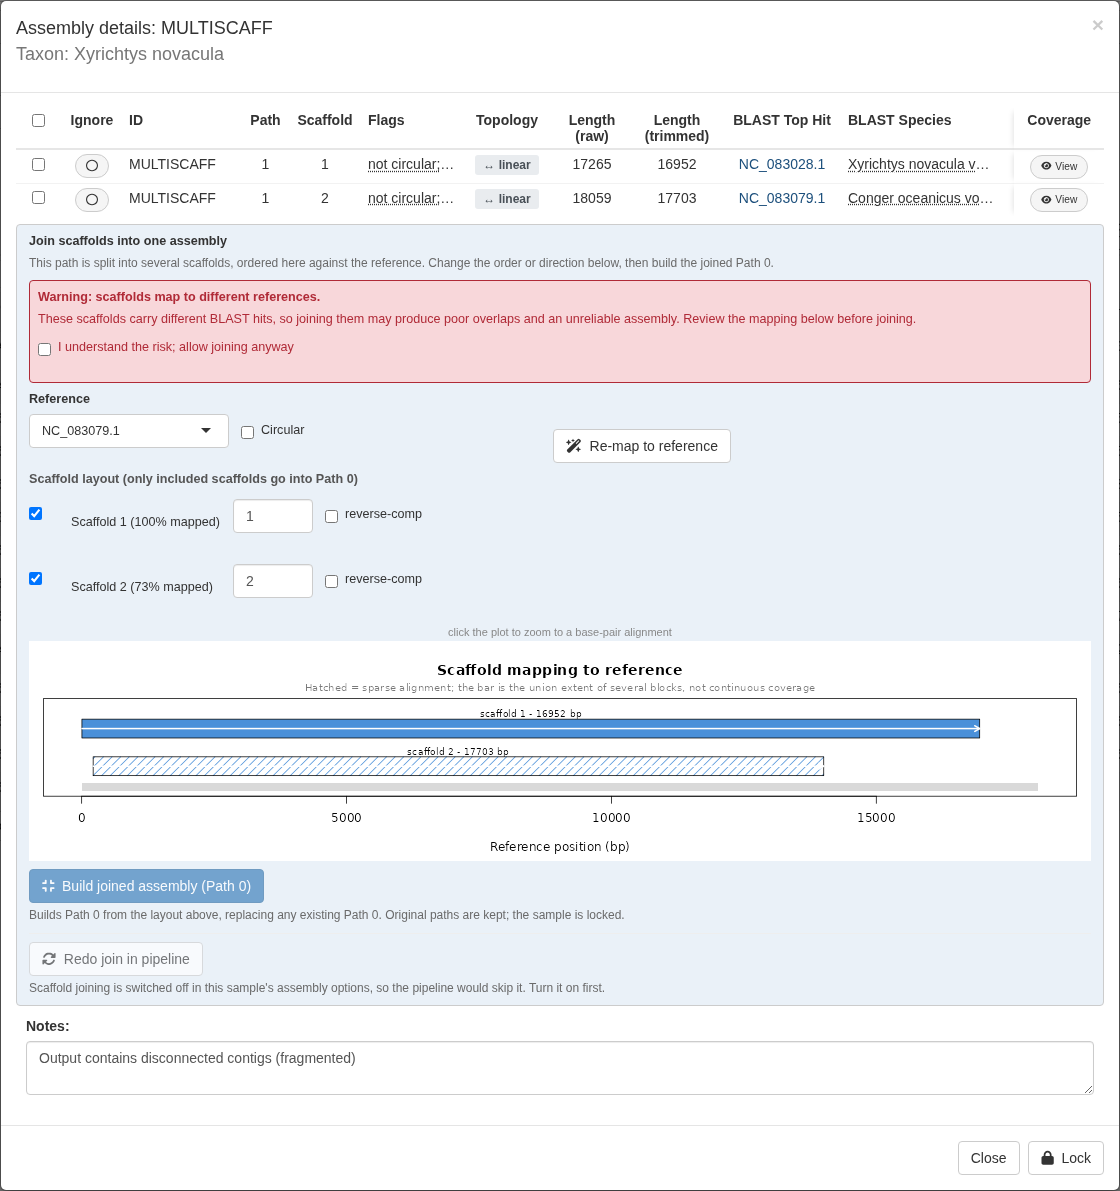 Assembly details: MULTISCAFF
×
Taxon: Xyrichtys novacula
Ignore ID Path Scaffold Flags Topology Length (raw) Length (trimmed) BLAST Top Hit BLAST Species Coverage
MULTISCAFF 1 1 not circular;… ↔ linear 17265 16952 NC_083028.1 Xyrichtys novacula v… View
MULTISCAFF 1 2 not circular;… ↔ linear 18059 17703 NC_083079.1 Conger oceanicus vo… View
Join scaffolds into one assembly
This path is split into several scaffolds, ordered here against the reference. Change the order or direction below, then build the joined Path 0.
Warning: scaffolds map to different references.
These scaffolds carry different BLAST hits, so joining them may produce poor overlaps and an unreliable assembly. Review the mapping below before joining.
I understand the risk; allow joining anyway
Reference
NC_083079.1 Circular Re-map to reference
Scaffold layout (only included scaffolds go into Path 0)
Scaffold 1 (100% mapped) 1 reverse-comp
Scaffold 2 (73% mapped) 2 reverse-comp
click the plot to zoom to a base-pair alignment
Scaffold mapping to reference
Hatched = sparse alignment; the bar is the union extent of several blocks, not continuous coverage
scaffold 1 - 16952 bp
scaffold 2 - 17703 bp
0 5000 10000 15000
Reference position (bp)
Build joined assembly (Path 0)
Builds Path 0 from the layout above, replacing any existing Path 0. Original paths are kept; the sample is locked.
Redo join in pipeline
Scaffold joining is switched off in this sample's assembly options, so the pipeline would skip it. Turn it on first.
Notes:
Output contains disconnected contigs (fragmented)
Close Lock